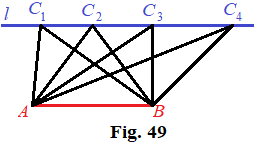 l C₁ C₂ C₃ C₄
A B
Fig. 49